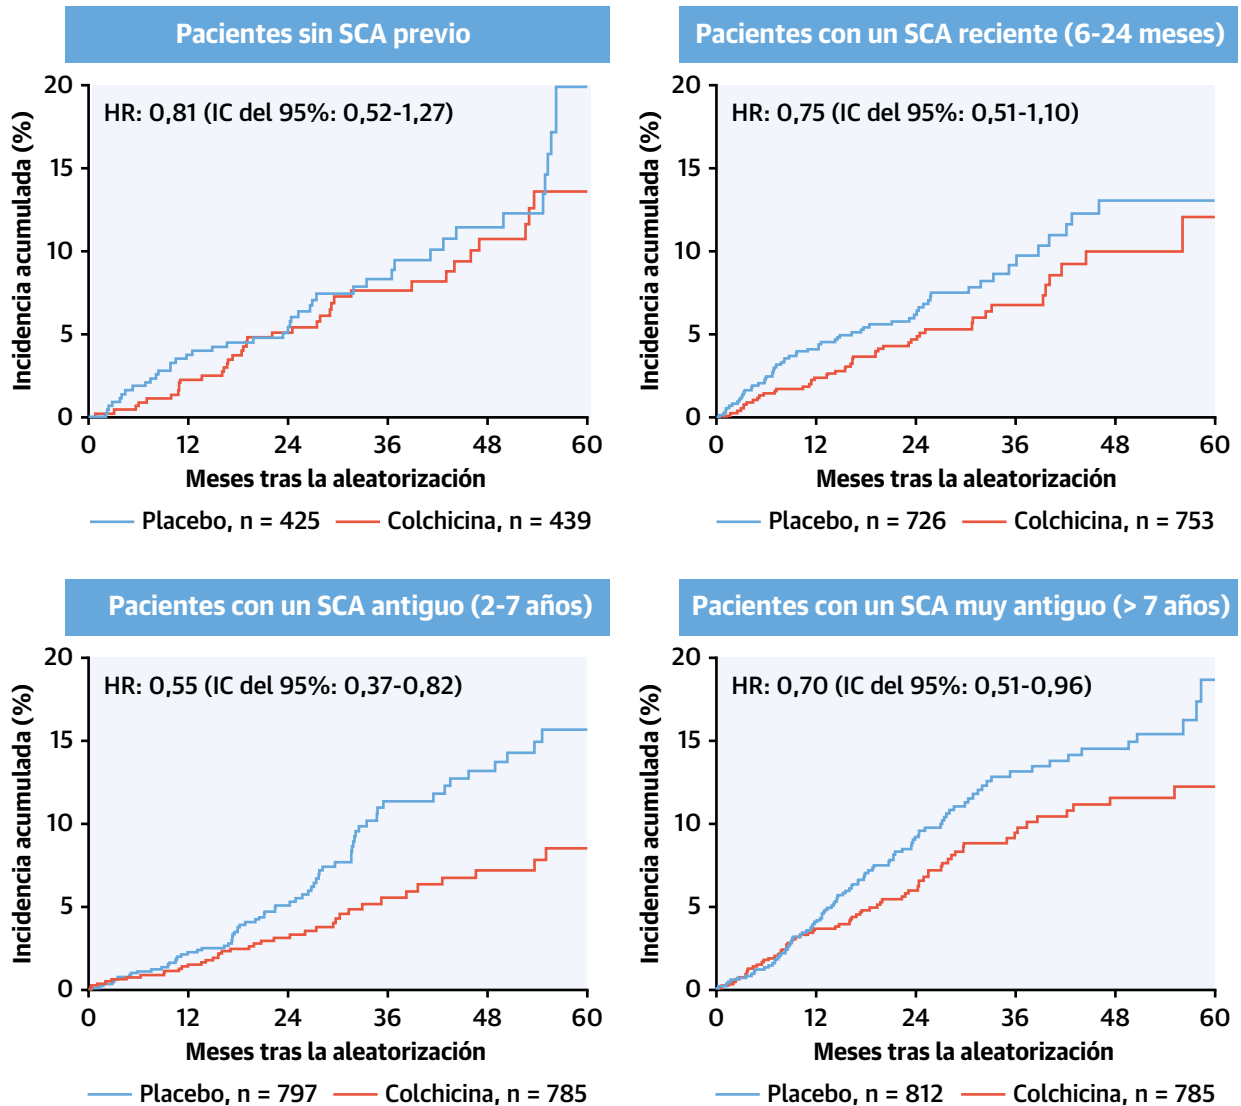 Pacientes sin SCA previo
Incidencia acumulada (%)
20
15
10
5
0
HR: 0,81 (IC del 95%: 0,52-1,27)
0 12 24 36 48 60
Meses tras la aleatorización
Placebo, n = 425 Colchicina, n = 439
Pacientes con un SCA reciente (6-24 meses)
Incidencia acumulada (%)
20
15
10
5
0
HR: 0,75 (IC del 95%: 0,51-1,10)
0 12 24 36 48 60
Meses tras la aleatorización
Placebo, n = 726 Colchicina, n = 753
Pacientes con un SCA antiguo (2-7 años)
Incidencia acumulada (%)
20
15
10
5
0
HR: 0,55 (IC del 95%: 0,37-0,82)
0 12 24 36 48 60
Meses tras la aleatorización
Placebo, n = 797 Colchicina, n = 785
Pacientes con un SCA muy antiguo (> 7 años)
Incidencia acumulada (%)
20
15
10
5
0
HR: 0,70 (IC del 95%: 0,51-0,96)
0 12 24 36 48 60
Meses tras la aleatorización
Placebo, n = 812 Colchicina, n = 785